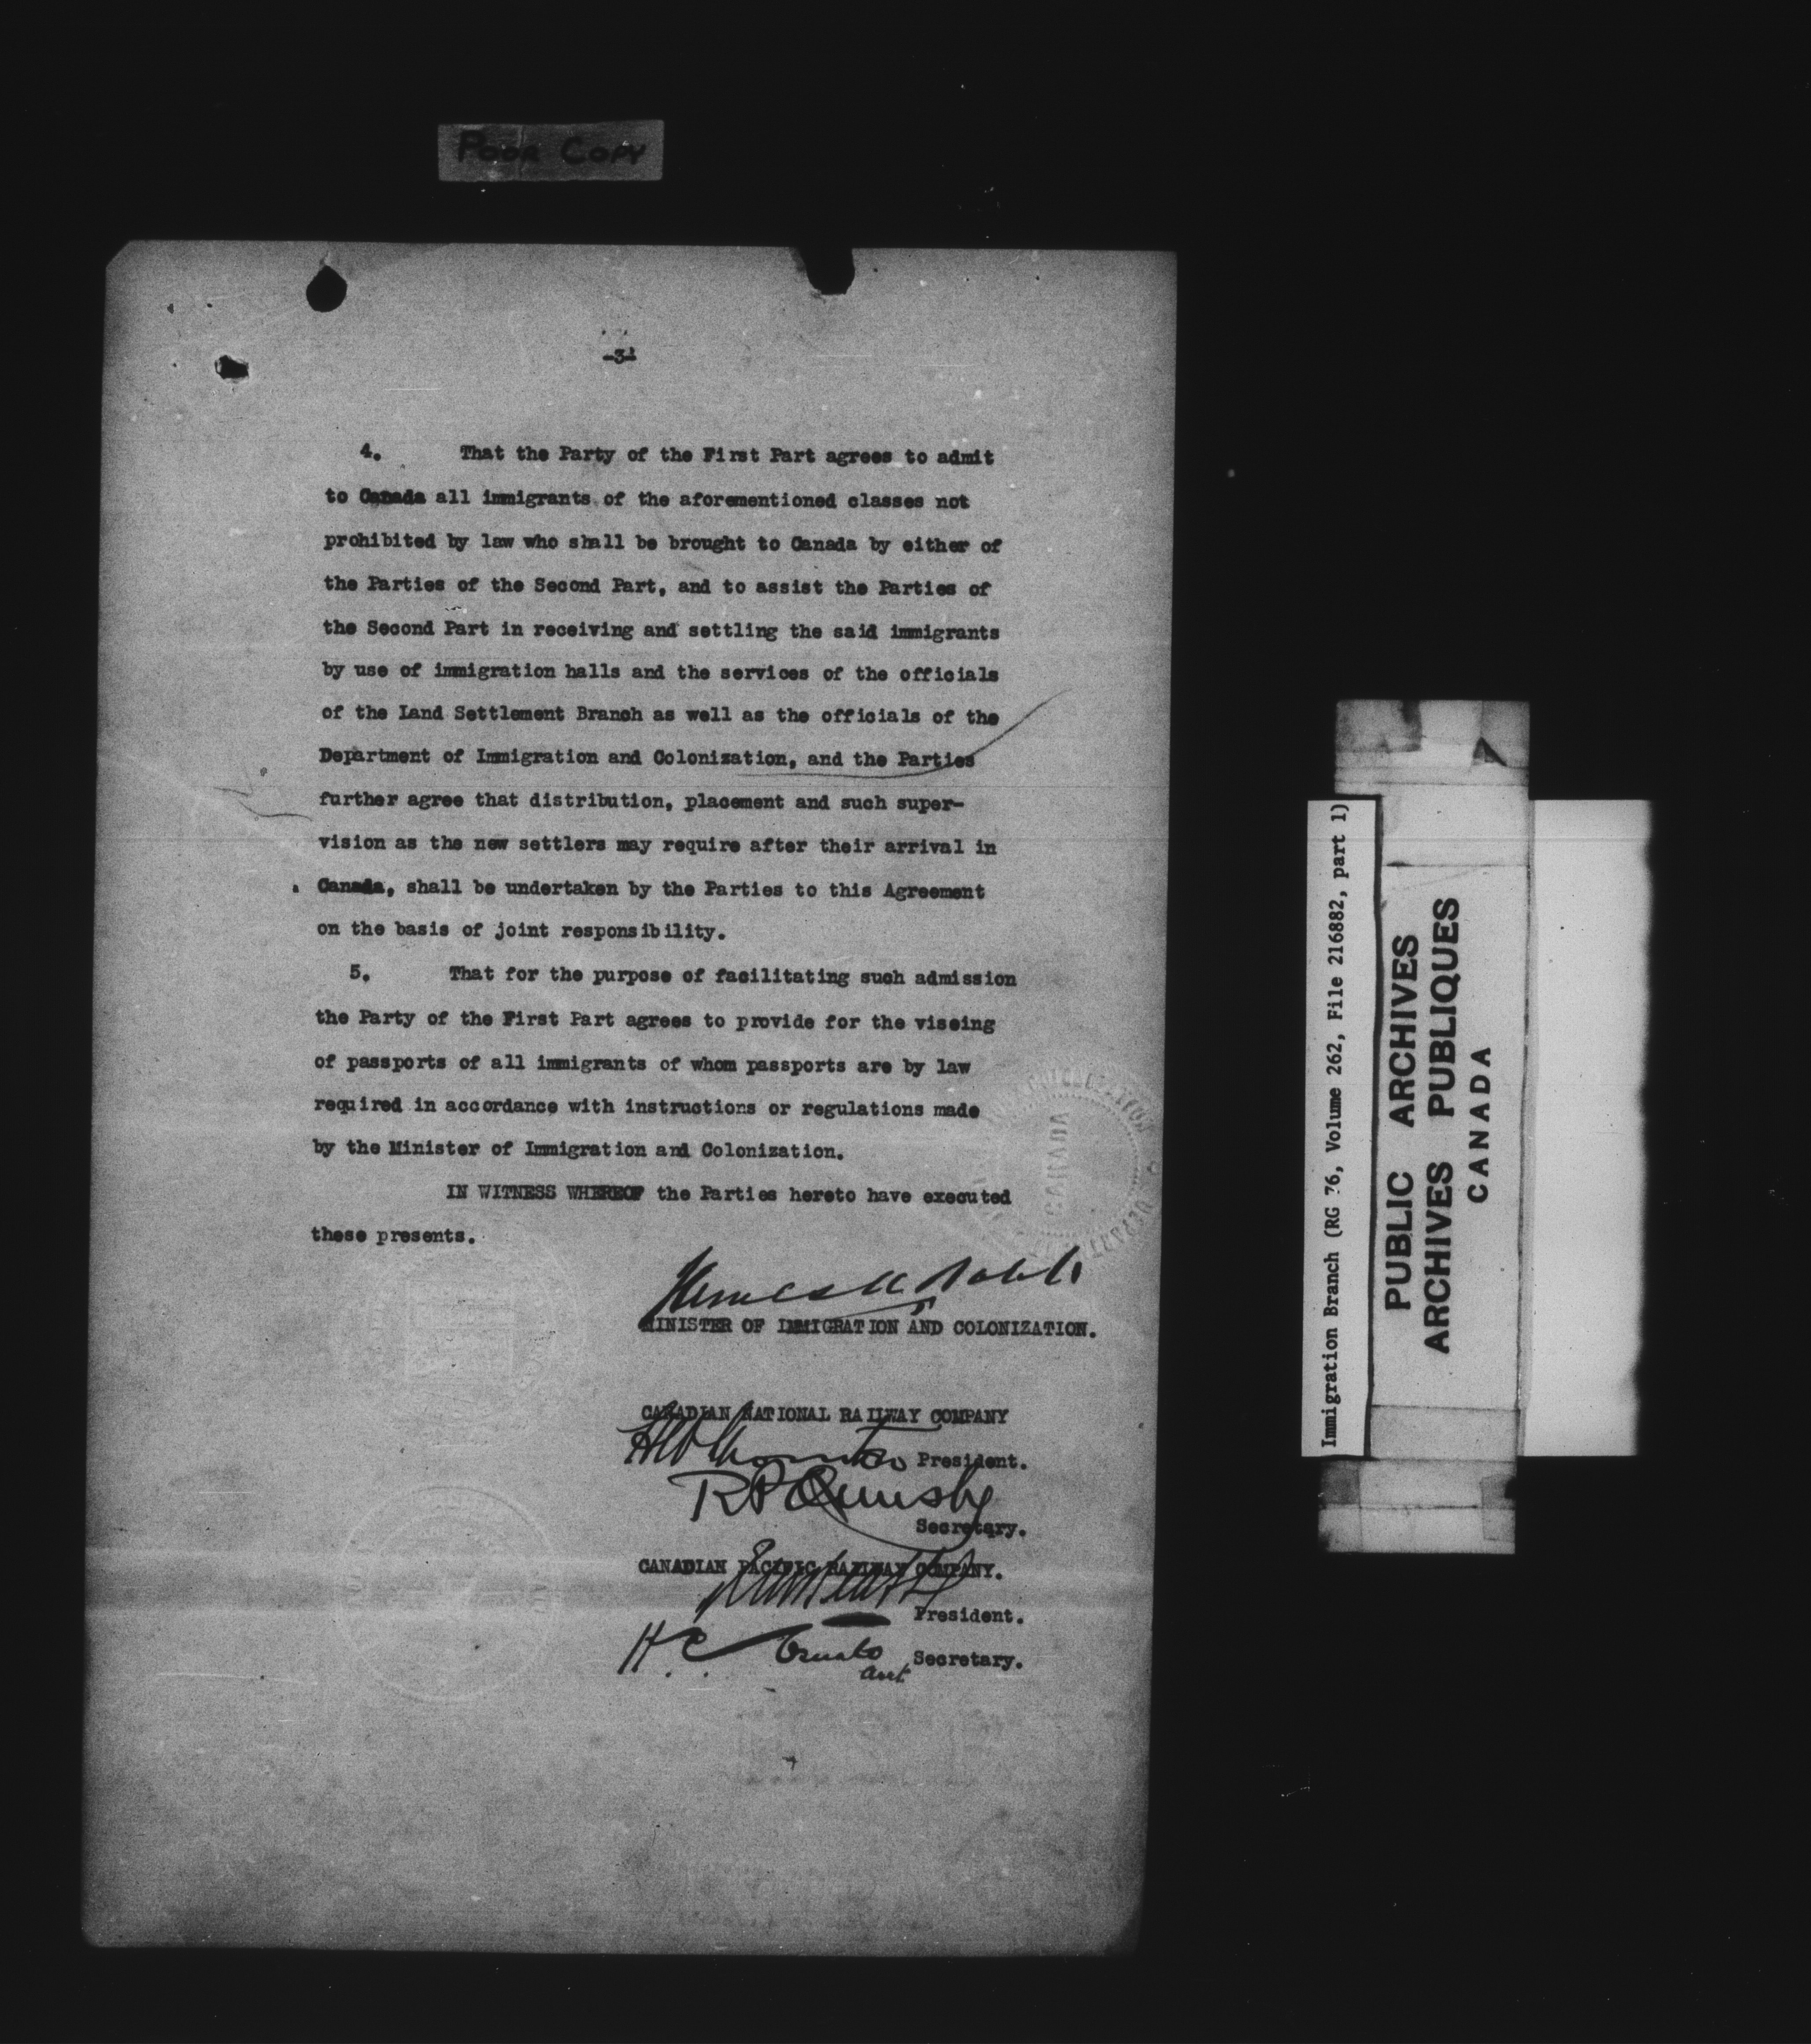 POOR COPY
-3-
4. That the Party of the First Part agrees to admit
to Canada all immigrants of the aforementioned classes not
prohibited by law who shall be brought to Canada by either of
the Parties of the Second Part, and to assist the Parties of
the Second Part in receiving and settling the said immigrants
by use of immigration halls and the services of the officials
of the Land Settlement Branch as well as the officials of the
Department of Immigration and Colonization, and the Parties
further agree that distribution, placement and such super-
vision as the new settlers may require after their arrival in
Canada, shall be undertaken by the Parties to this Agreement
on the basis of joint responsibility.
5. That for the purpose of facilitating such admission
the Party of the First Part agrees to provide for the viseing
of passports of all immigrants of whom passports are by law
required in accordance with instructions or regulations made
by the Minister of Immigration and Colonization.
IN WITNESS WHEREOF the Parties hereto have executed
these presents.
CANADA
MINISTER OF IMMIGRATION AND COLONIZATION.
CANADIAN NATIONAL RAILWAY COMPANY
President.
R P Ormsby
Secretary.
CANADIAN PACIFIC RAILWAY COMPANY.
President.
H. C. Asst. Secretary.
Immigration Branch (RG 76, Volume 262, File 216882, part 1)
PUBLIC ARCHIVES
ARCHIVES PUBLIQUES
CANADA